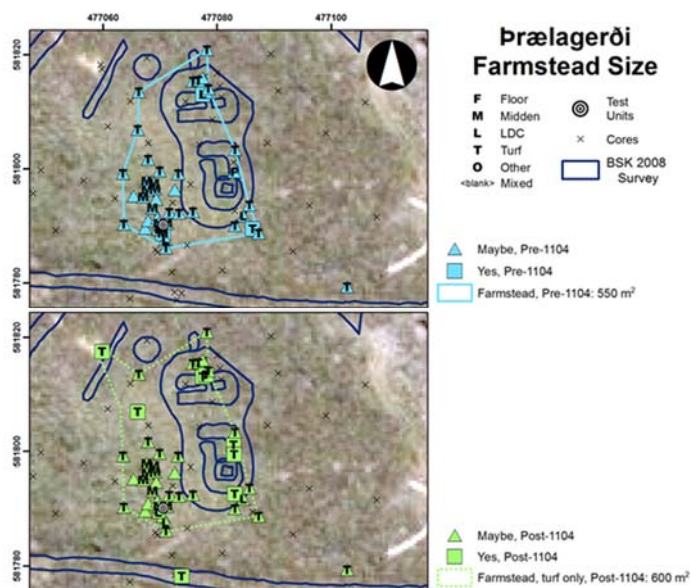 477060 477080 477100
581820
581800
581780
Þrælagerði
Farmstead Size
F Floor
M Midden
L LDC
T Turf
O Other
<blank> Mixed
Test
Units
× Cores
BSK 2008
Survey
Maybe, Pre-1104
Yes, Pre-1104
Farmstead, Pre-1104: 550 m²
581820
581800
581780
Maybe, Post-1104
Yes, Post-1104
Farmstead, turf only, Post-1104: 600 m²